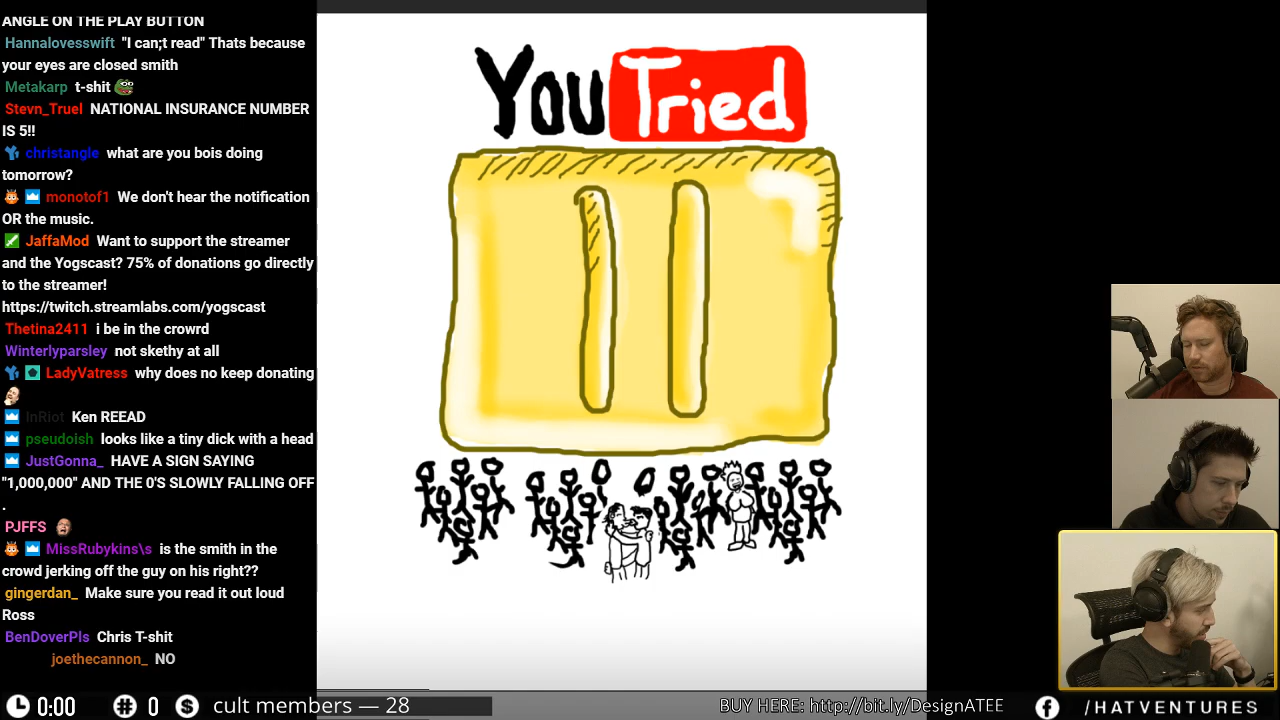 ANGLE ON THE PLAY BUTTON
Hannalovesswift "I can;t read" Thats because
your eyes are closed smith
Metakarp t-shit
Stevn_Truel NATIONAL INSURANCE NUMBER
IS 5!!
christangle what are you bois doing
tomorrow?
monotof1 We don't hear the notification
OR the music.
JaffaMod Want to support the streamer
and the Yogscast? 75% of donations go directly
to the streamer!
https://twitch.streamlabs.com/yogscast
Thetina2411 i be in the crowrd
Winterlyparsley not skethy at all
LadyVatress why does no keep donating
InRiot Ken REEAD
pseudoish looks like a tiny dick with a head
JustGonna_ HAVE A SIGN SAYING
"1,000,000" AND THE 0'S SLOWLY FALLING OFF
.
PJFFS
MissRubykins\s is the smith in the
crowd jerking off the guy on his right??
gingerdan_ Make sure you read it out loud
Ross
BenDoverPls Chris T-shit
joethecannon_ NO
You Tried
0:00 # 0 $ cult members — 28
BUY HERE: http://bit.ly/DesignATEE
f /HATVENTURES